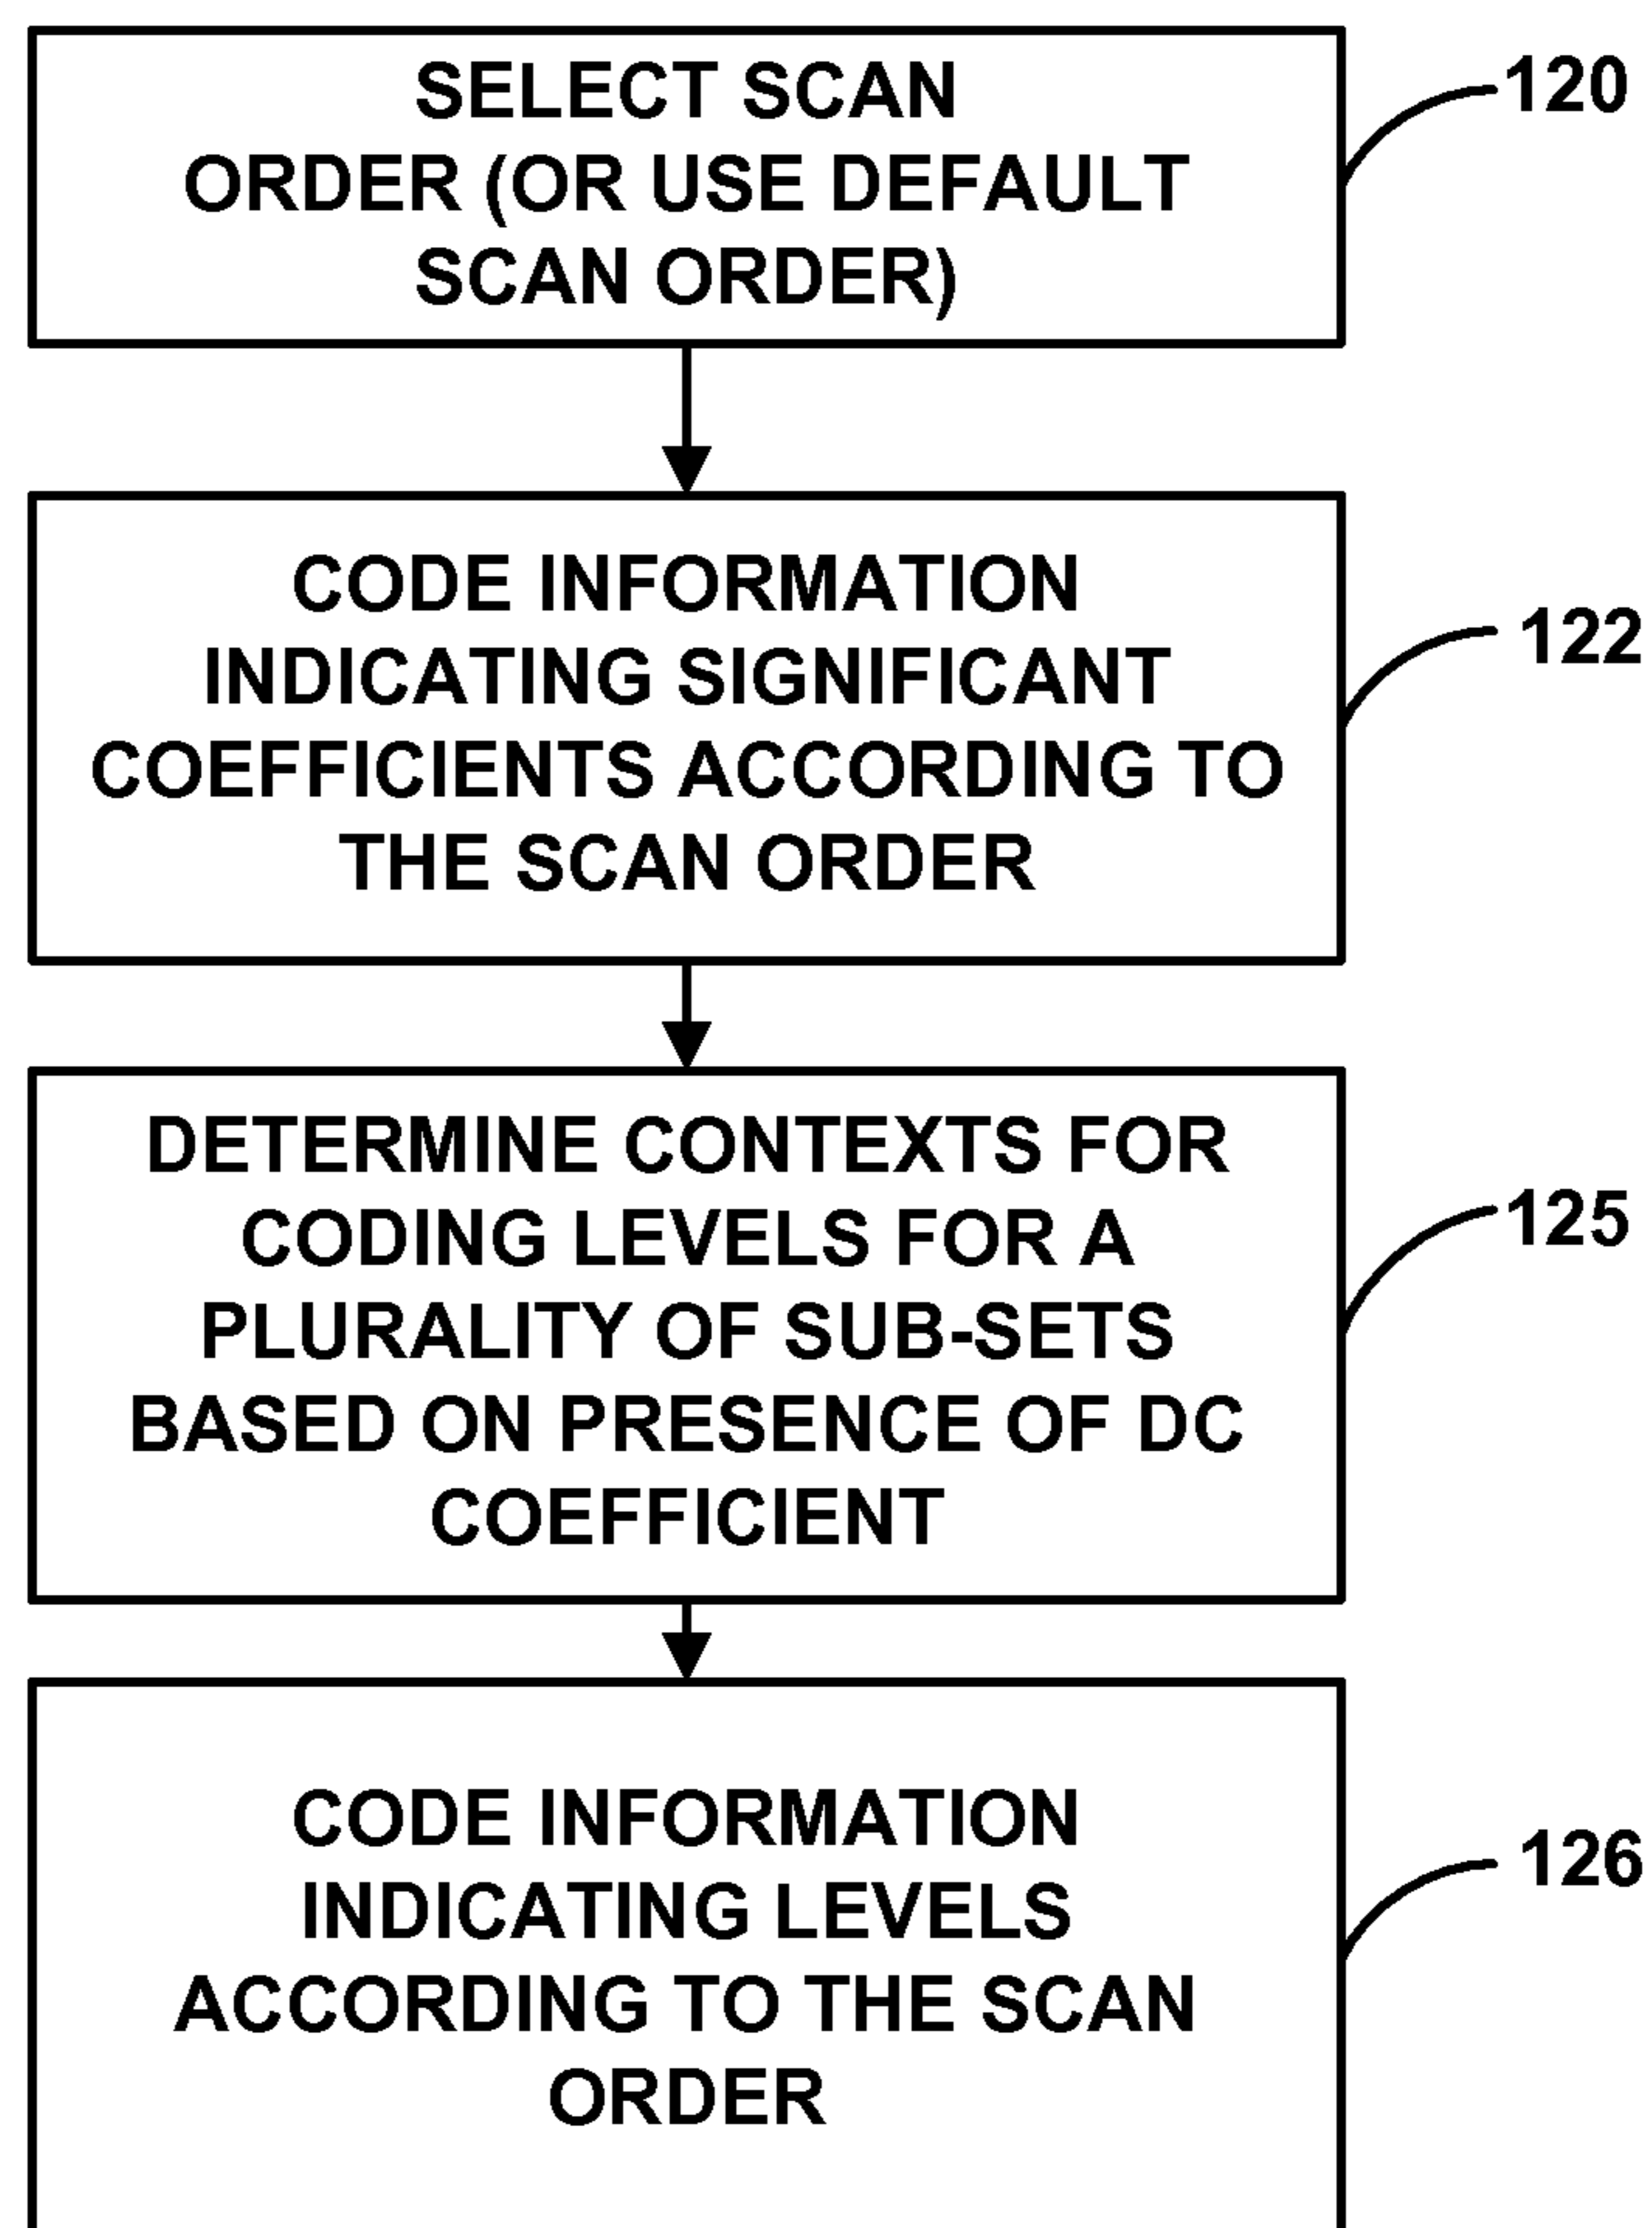 SELECT SCAN
ORDER (OR USE DEFAULT
SCAN ORDER)
120
CODE INFORMATION
INDICATING SIGNIFICANT
COEFFICIENTS ACCORDING TO
THE SCAN ORDER
122
DETERMINE CONTEXTS FOR
CODING LEVELS FOR A
PLURALITY OF SUB-SETS
BASED ON PRESENCE OF DC
COEFFICIENT
125
CODE INFORMATION
INDICATING LEVELS
ACCORDING TO THE SCAN
ORDER
126